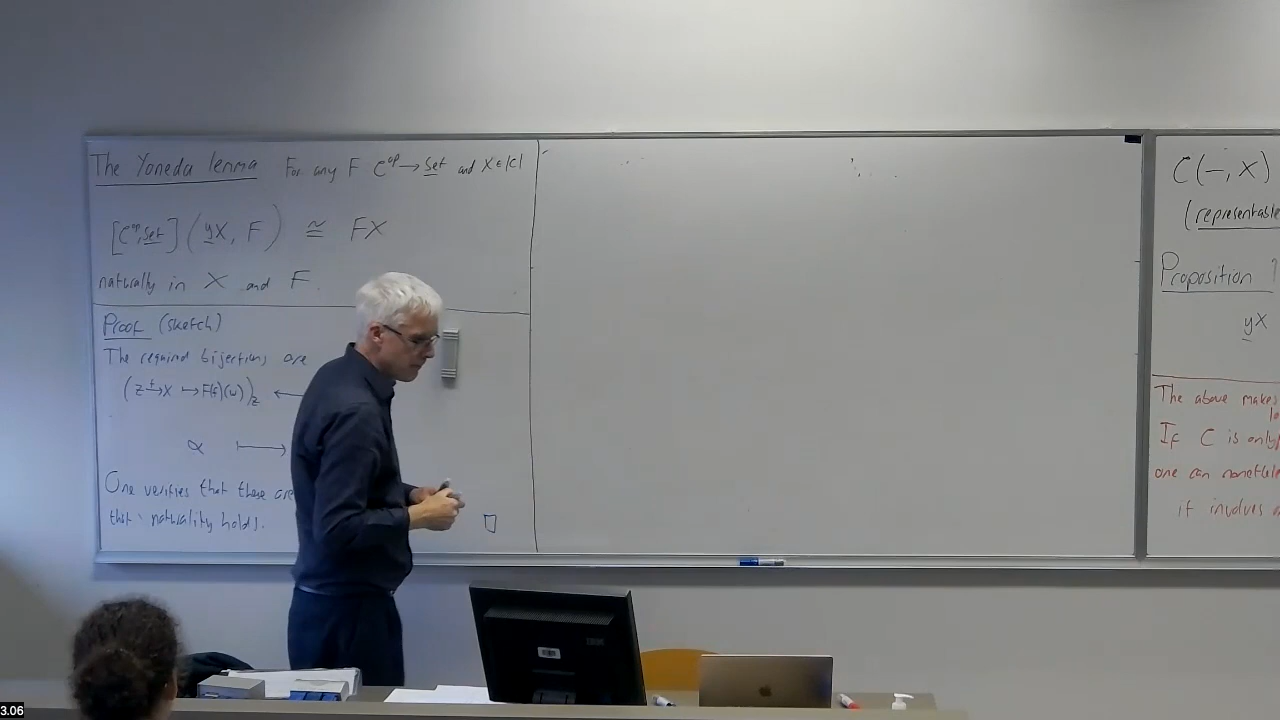 The Yoneda lemma For any F C^op → Set and X ∈ |C|
[C^op, Set] (yX, F) ≅ FX
naturally in X and F.
Proof (sketch)
The required bijections are
(Z →^f X ↦ F(f)(w))_Z ←
α ⟼
One verifies that these are
that naturality holds.
□
C(-, X)
(representable
Proposition
yX
The above makes
If C is only
one can nonethele
it involves
3.06